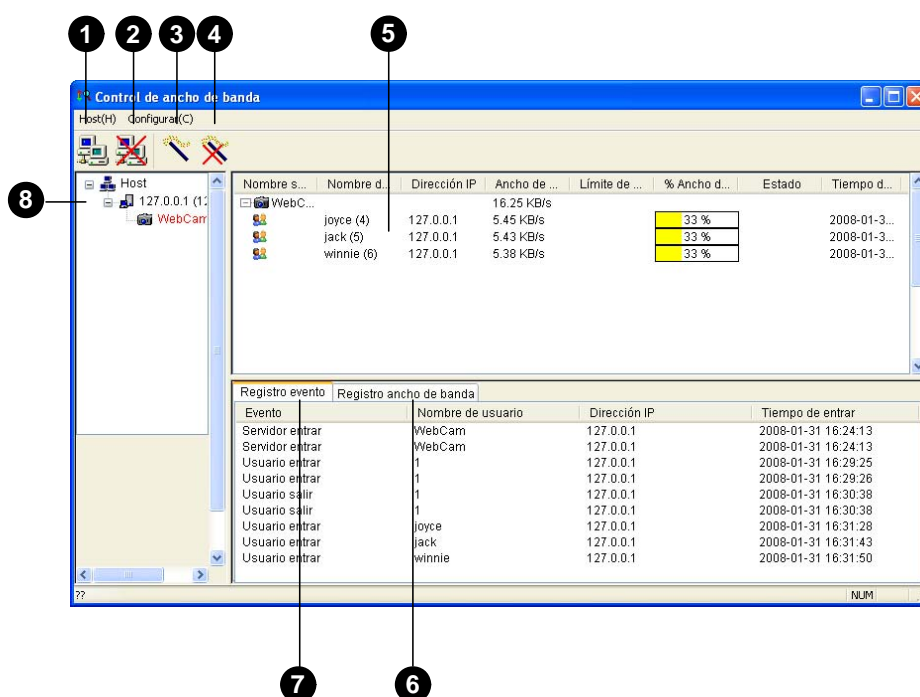 1 2 3 4 5
Control de ancho de banda
Host(H) Configurar(C)
8
Host
127.0.0.1 (12
WebCam
Nombre s... Nombre d... Dirección IP Ancho de ... Límite de ... % Ancho d... Estado Tiempo d...
WebC... 16.25 KB/s
joyce (4) 127.0.0.1 5.45 KB/s 33 % 2008-01-3...
jack (5) 127.0.0.1 5.43 KB/s 33 % 2008-01-3...
winnie (6) 127.0.0.1 5.38 KB/s 33 % 2008-01-3...
Registro evento Registro ancho de banda
Evento Nombre de usuario Dirección IP Tiempo de entrar
Servidor entrar WebCam 127.0.0.1 2008-01-31 16:24:13
Servidor entrar WebCam 127.0.0.1 2008-01-31 16:24:13
Usuario entrar 1 127.0.0.1 2008-01-31 16:29:25
Usuario entrar 1 127.0.0.1 2008-01-31 16:29:26
Usuario salir 1 127.0.0.1 2008-01-31 16:30:38
Usuario salir 1 127.0.0.1 2008-01-31 16:30:38
Usuario entrar joyce 127.0.0.1 2008-01-31 16:31:28
Usuario entrar jack 127.0.0.1 2008-01-31 16:31:43
Usuario entrar winnie 127.0.0.1 2008-01-31 16:31:50
?? NUM
7 6